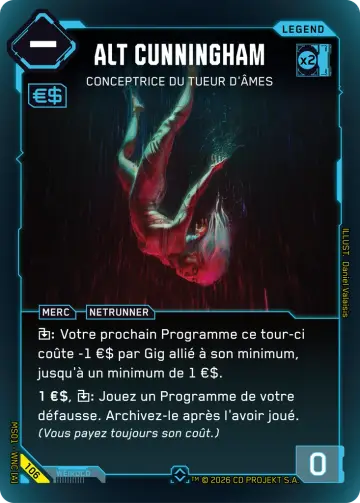 LEGEND
ALT CUNNINGHAM
x2
CONCEPTRICE DU TUEUR D'ÂMES
€$
ILLUST. Daniel Valaisis
MERC NETRUNNER
: Votre prochain Programme ce tour-ci
coûte -1 €$ par Gig allié à son minimum,
jusqu'à un minimum de 1 €$.
1 €$, : Jouez un Programme de votre
défausse. Archivez-le après l'avoir joué.
(Vous payez toujours son coût.)
106
0
™ © 2026 CD PROJEKT S.A.